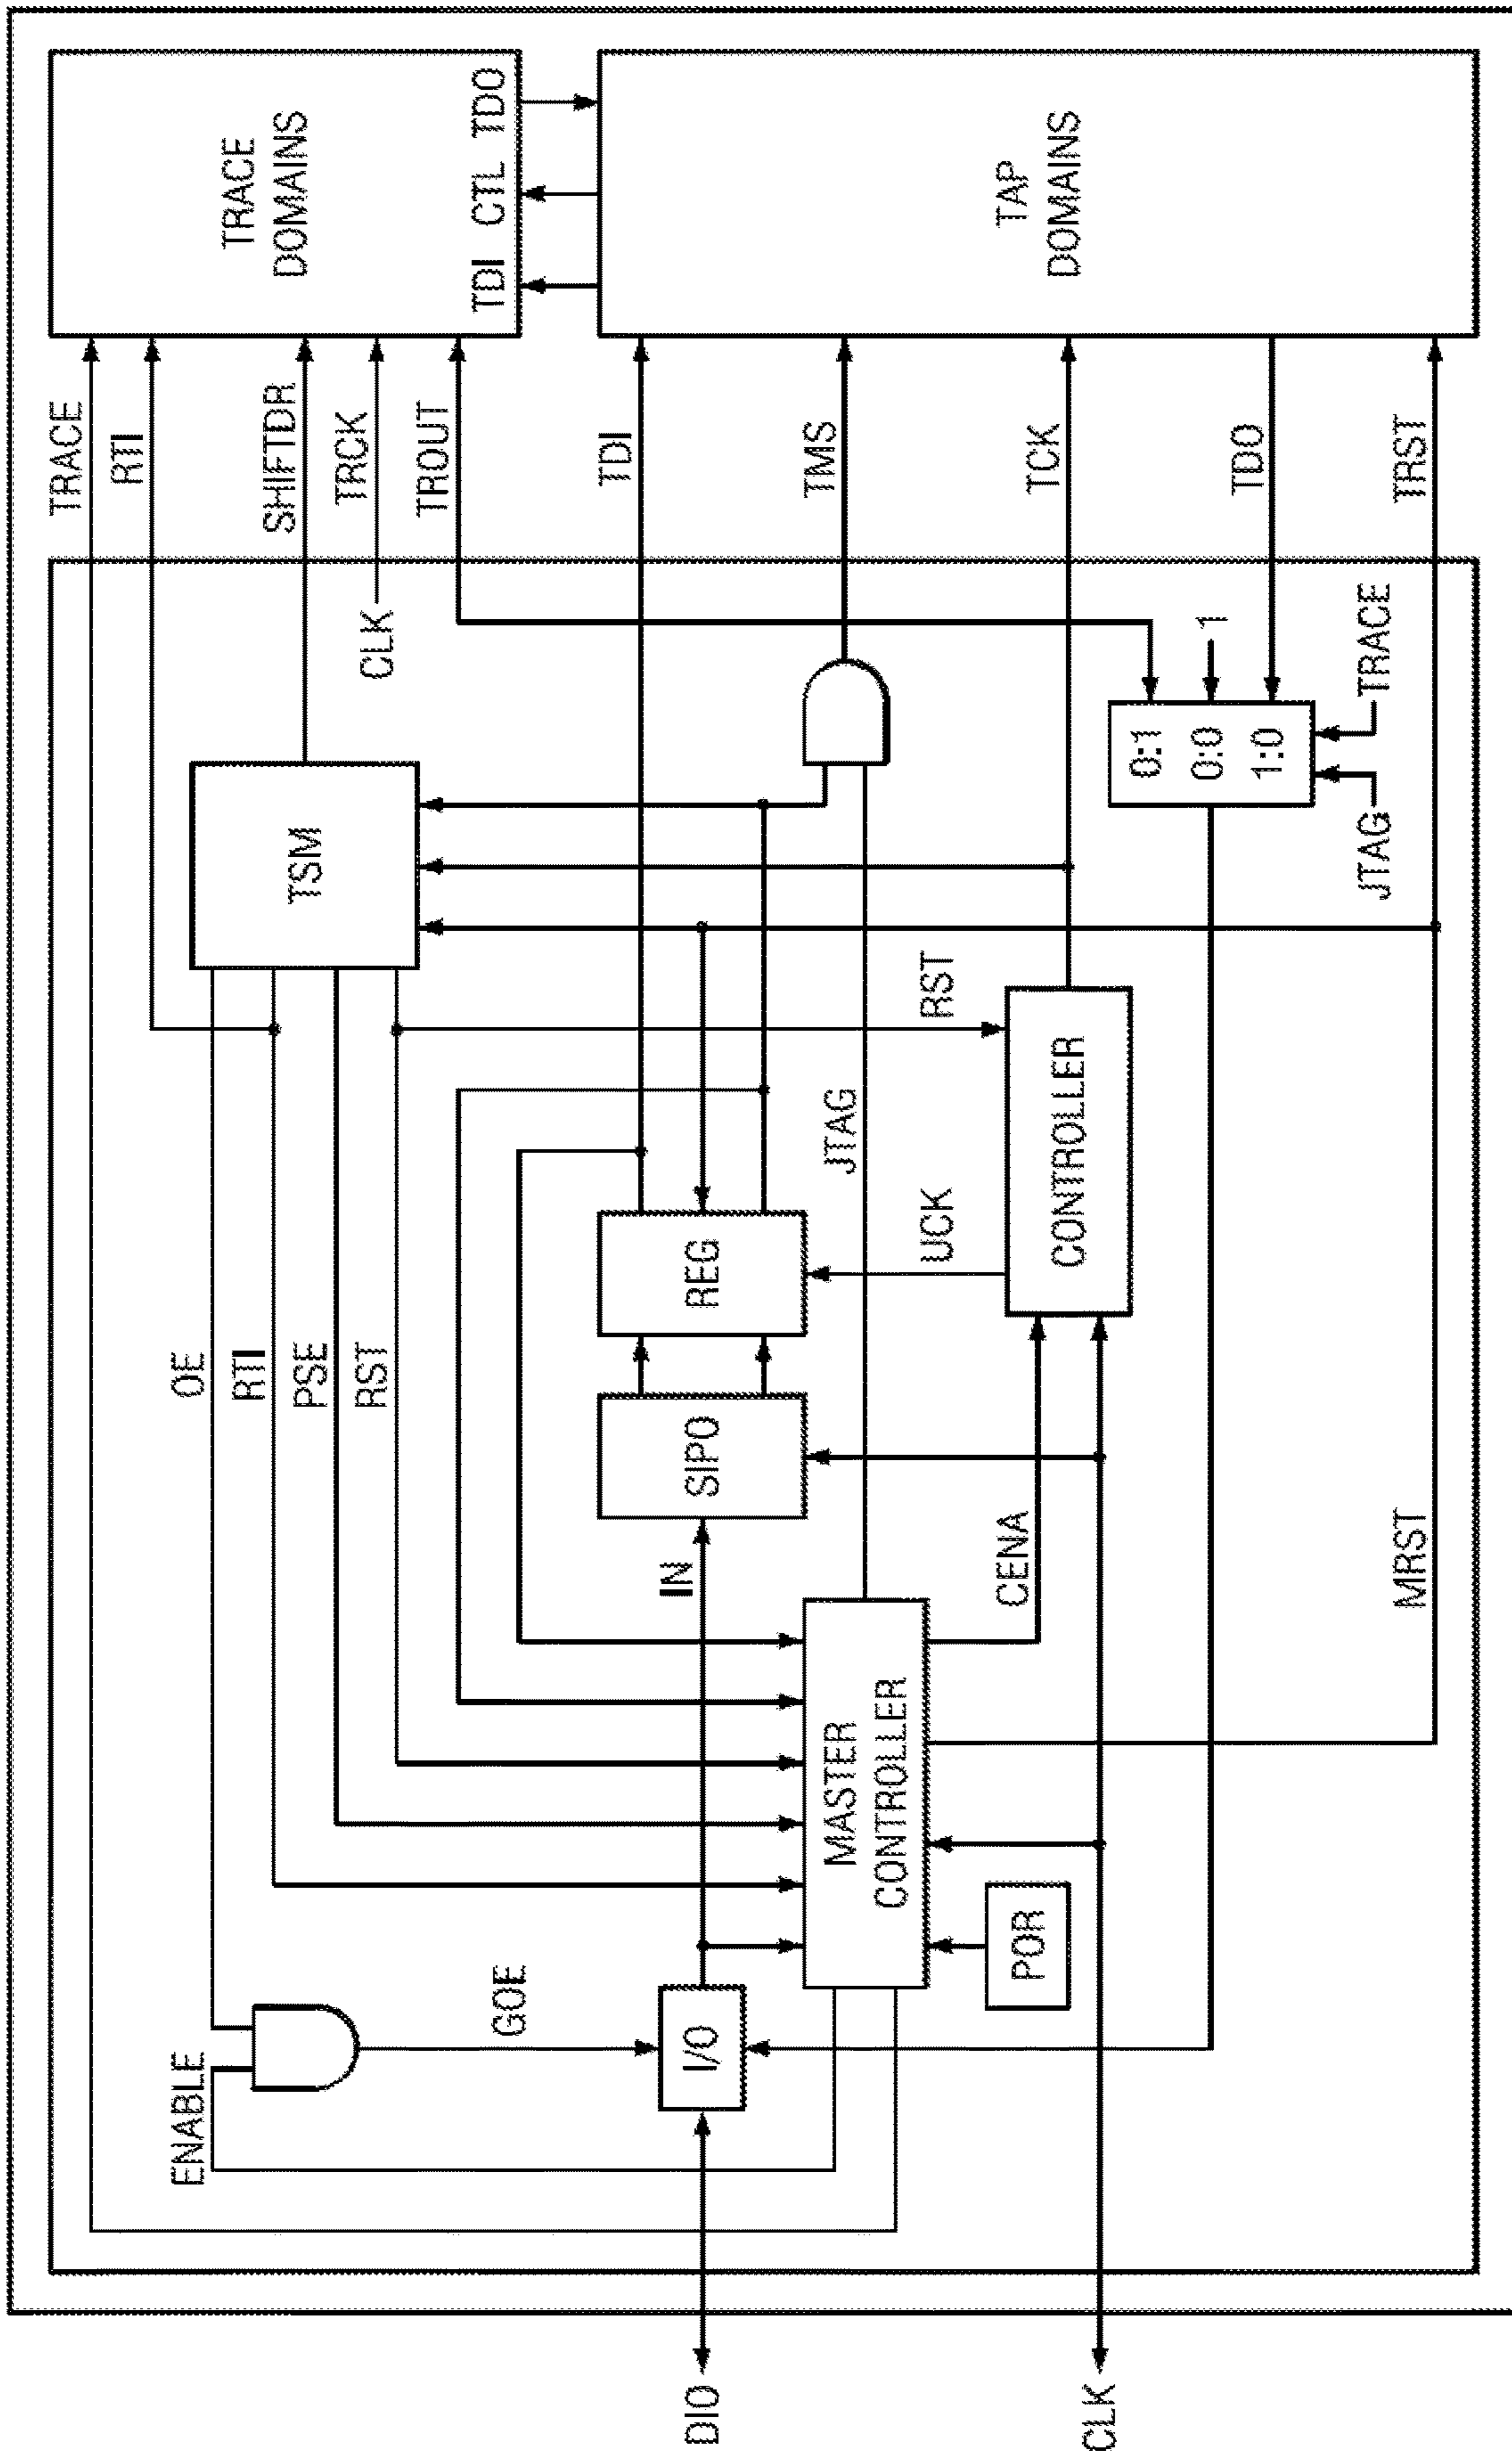 TRACE
RTI
SHIFTDR
TRCK
TROUT
TDI
TMS
TCK
TDO
TRST
TRACE
DOMAINS
TDI CTL TDO
TAP
DOMAINS
CLK
TSM
1
0:1
0:0
1:0
TRACE
JTAG
RST
OE
RTI
PSE
RST
JTAG
UCK
REG
CONTROLLER
SIPO
IN
CENA
MRST
MASTER
CONTROLLER
POR
ENABLE
GOE
I/O
DIO
CLK